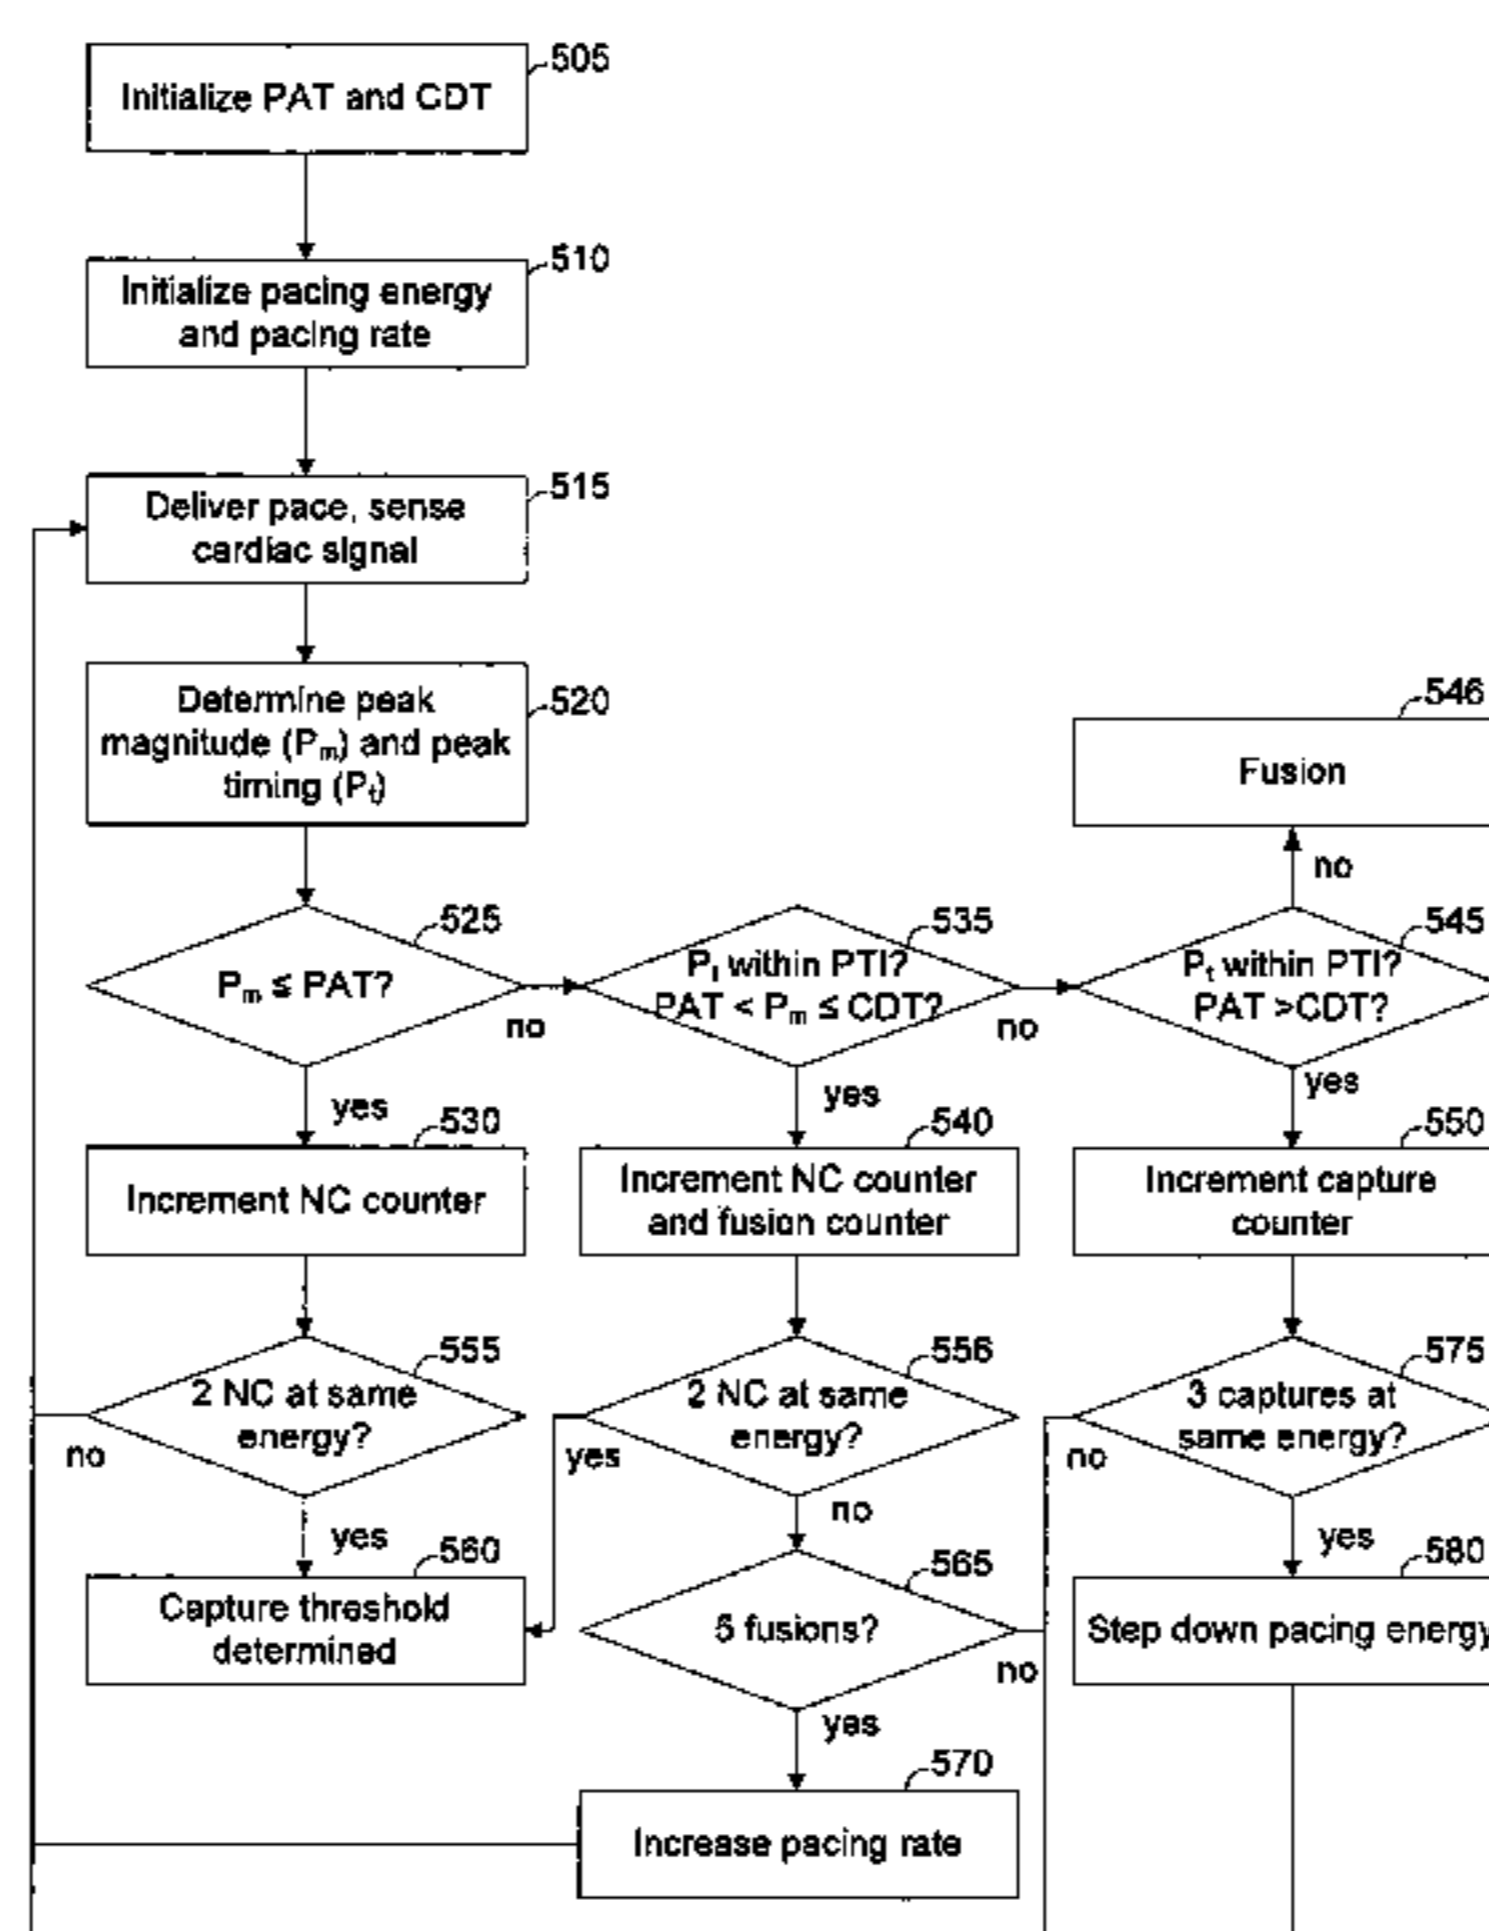 505
Initialize PAT and CDT
510
Initialize pacing energy
and pacing rate
515
Deliver pace, sense
cardiac signal
520
Determine peak
magnitude (Pm) and peak
timing (Pt)
546
Fusion
no
525
Pm ≤ PAT?
no
yes
535
Pt within PTI?
PAT < Pm ≤ CDT?
no
yes
545
Pt within PTI?
PAT >CDT?
yes
530
Increment NC counter
540
Increment NC counter
and fusion counter
550
Increment capture
counter
555
2 NC at same
energy?
no
yes
556
2 NC at same
energy?
yes
no
575
3 captures at
same energy?
no
yes
560
Capture threshold
determined
565
5 fusions?
no
yes
580
Step down pacing energy
570
Increase pacing rate